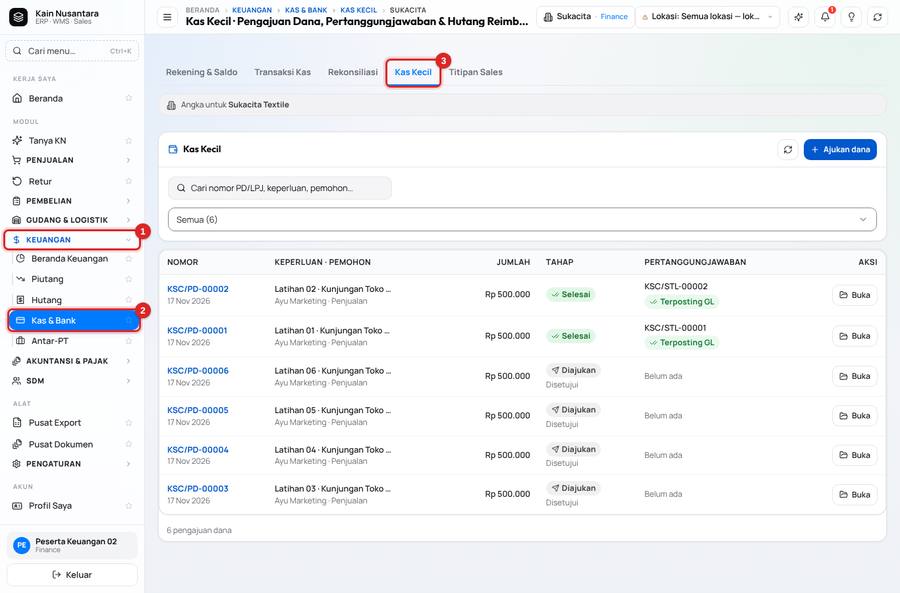 Kain Nusantara
ERP · WMS · Sales
Cari menu… Ctrl+K
KERJA SAYA
Beranda
MODUL
Tanya KN
PENJUALAN
Retur
PEMBELIAN
GUDANG & LOGISTIK
KEUANGAN
1
Beranda Keuangan
Piutang
Hutang
2
Kas & Bank
Antar-PT
AKUNTANSI & PAJAK
SDM
ALAT
Pusat Export
Pusat Dokumen
PENGATURAN
AKUN
Profil Saya
PE
Peserta Keuangan 02
Finance
Keluar
BERANDA › KEUANGAN › KAS & BANK › KAS KECIL › SUKACITA
Kas Kecil · Pengajuan Dana, Pertanggungjawaban & Hutang Reimb…
Sukacita · Finance
Lokasi: Semua lokasi — lok…
1
3
Rekening & Saldo Transaksi Kas Rekonsiliasi Kas Kecil Titipan Sales
Angka untuk Sukacita Textile
Kas Kecil
+ Ajukan dana
Cari nomor PD/LPJ, keperluan, pemohon…
Semua (6)
NOMOR KEPERLUAN · PEMOHON JUMLAH TAHAP PERTANGGUNGJAWABAN AKSI
KSC/PD-00002 Latihan 02 · Kunjungan Toko … Rp 500.000 Selesai KSC/STL-00002 Buka
17 Nov 2026 Ayu Marketing · Penjualan Terposting GL
KSC/PD-00001 Latihan 01 · Kunjungan Toko … Rp 500.000 Selesai KSC/STL-00001 Buka
17 Nov 2026 Ayu Marketing · Penjualan Terposting GL
KSC/PD-00006 Latihan 06 · Kunjungan Toko … Rp 500.000 Diajukan Belum ada Buka
17 Nov 2026 Ayu Marketing · Penjualan Disetujui
KSC/PD-00005 Latihan 05 · Kunjungan Toko … Rp 500.000 Diajukan Belum ada Buka
17 Nov 2026 Ayu Marketing · Penjualan Disetujui
KSC/PD-00004 Latihan 04 · Kunjungan Toko … Rp 500.000 Diajukan Belum ada Buka
17 Nov 2026 Ayu Marketing · Penjualan Disetujui
KSC/PD-00003 Latihan 03 · Kunjungan Toko … Rp 500.000 Diajukan Belum ada Buka
17 Nov 2026 Ayu Marketing · Penjualan Disetujui
6 pengajuan dana